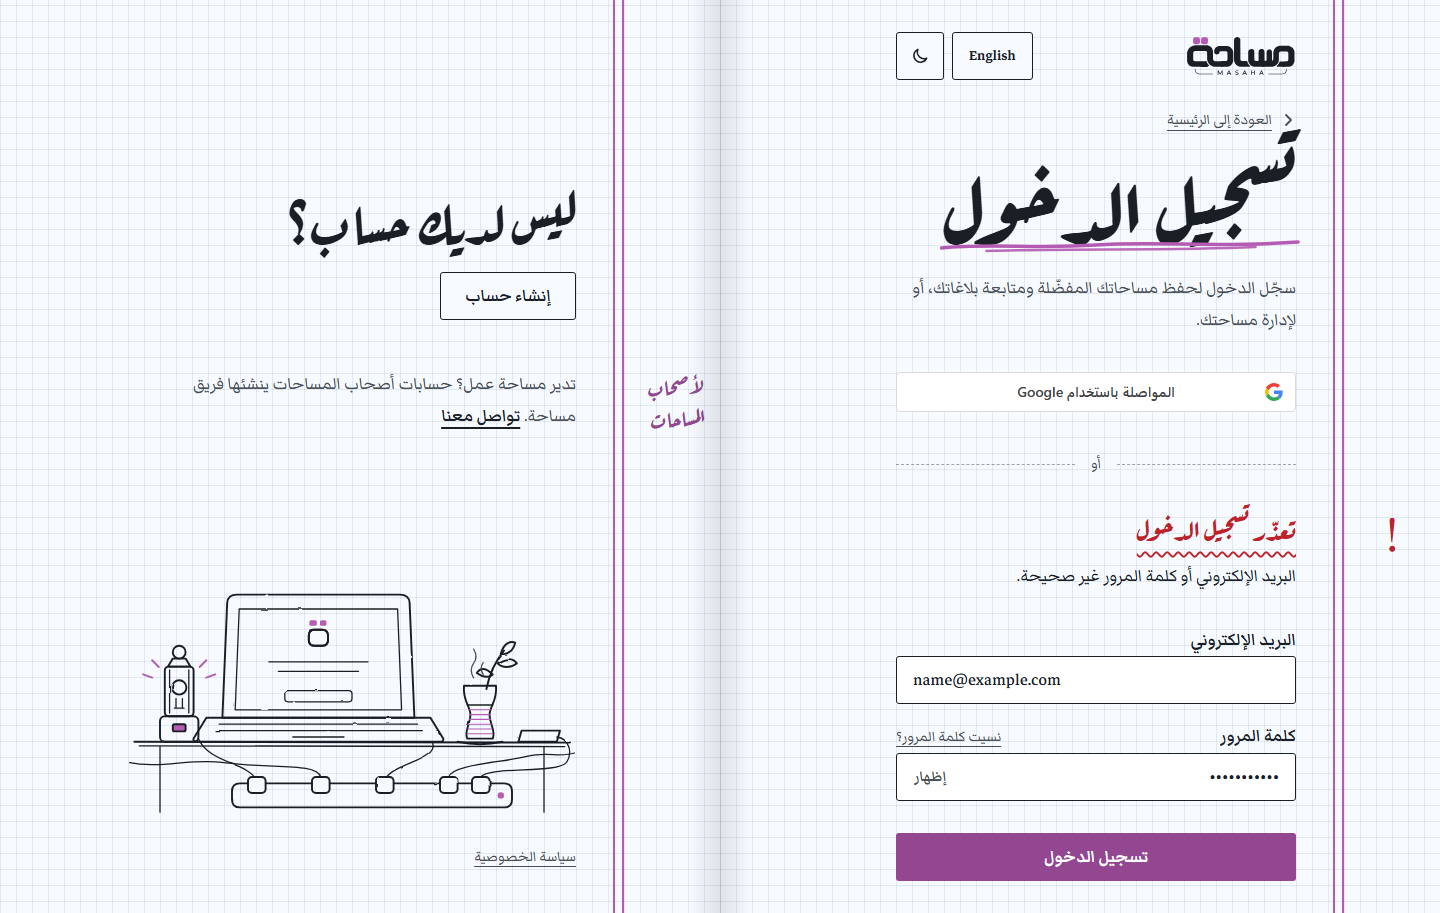 مساحة
MASAHA
English
العودة إلى الرئيسية
تسجيل الدخول
سجّل الدخول لحفظ مساحاتك المفضّلة ومتابعة بلاغاتك، أو
لإدارة مساحتك.
المواصلة باستخدام Google
أو
!
تعذّر تسجيل الدخول
البريد الإلكتروني أو كلمة المرور غير صحيحة.
البريد الإلكتروني
name@example.com
كلمة المرور
نسيت كلمة المرور؟
•••••••••••
إظهار
تسجيل الدخول
ليس لديك حساب؟
إنشاء حساب
لأصحاب
المساحات
تدير مساحة عمل؟ حسابات أصحاب المساحات ينشئها فريق
مساحة. تواصل معنا
سياسة الخصوصية